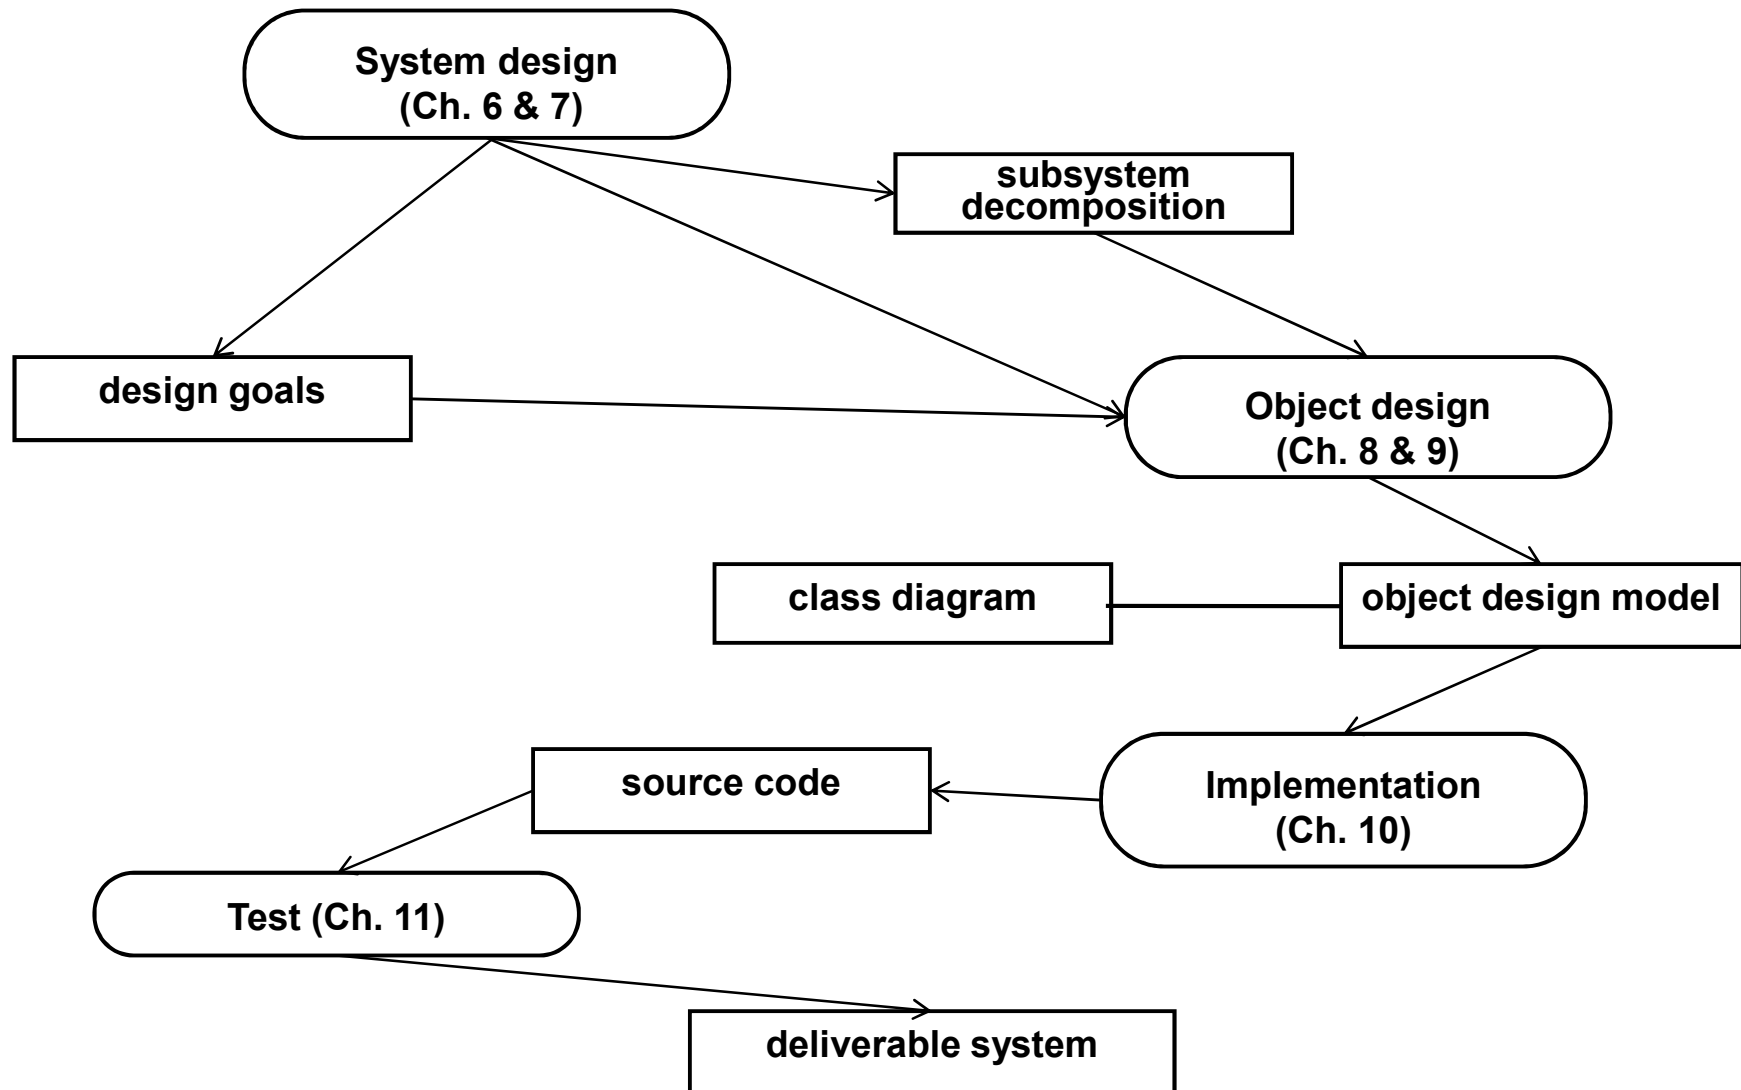 System design
(Ch. 6 & 7)
subsystem
decomposition
design goals
Object design
(Ch. 8 & 9)
class diagram
object design model
source code
Implementation
(Ch. 10)
Test (Ch. 11)
deliverable system